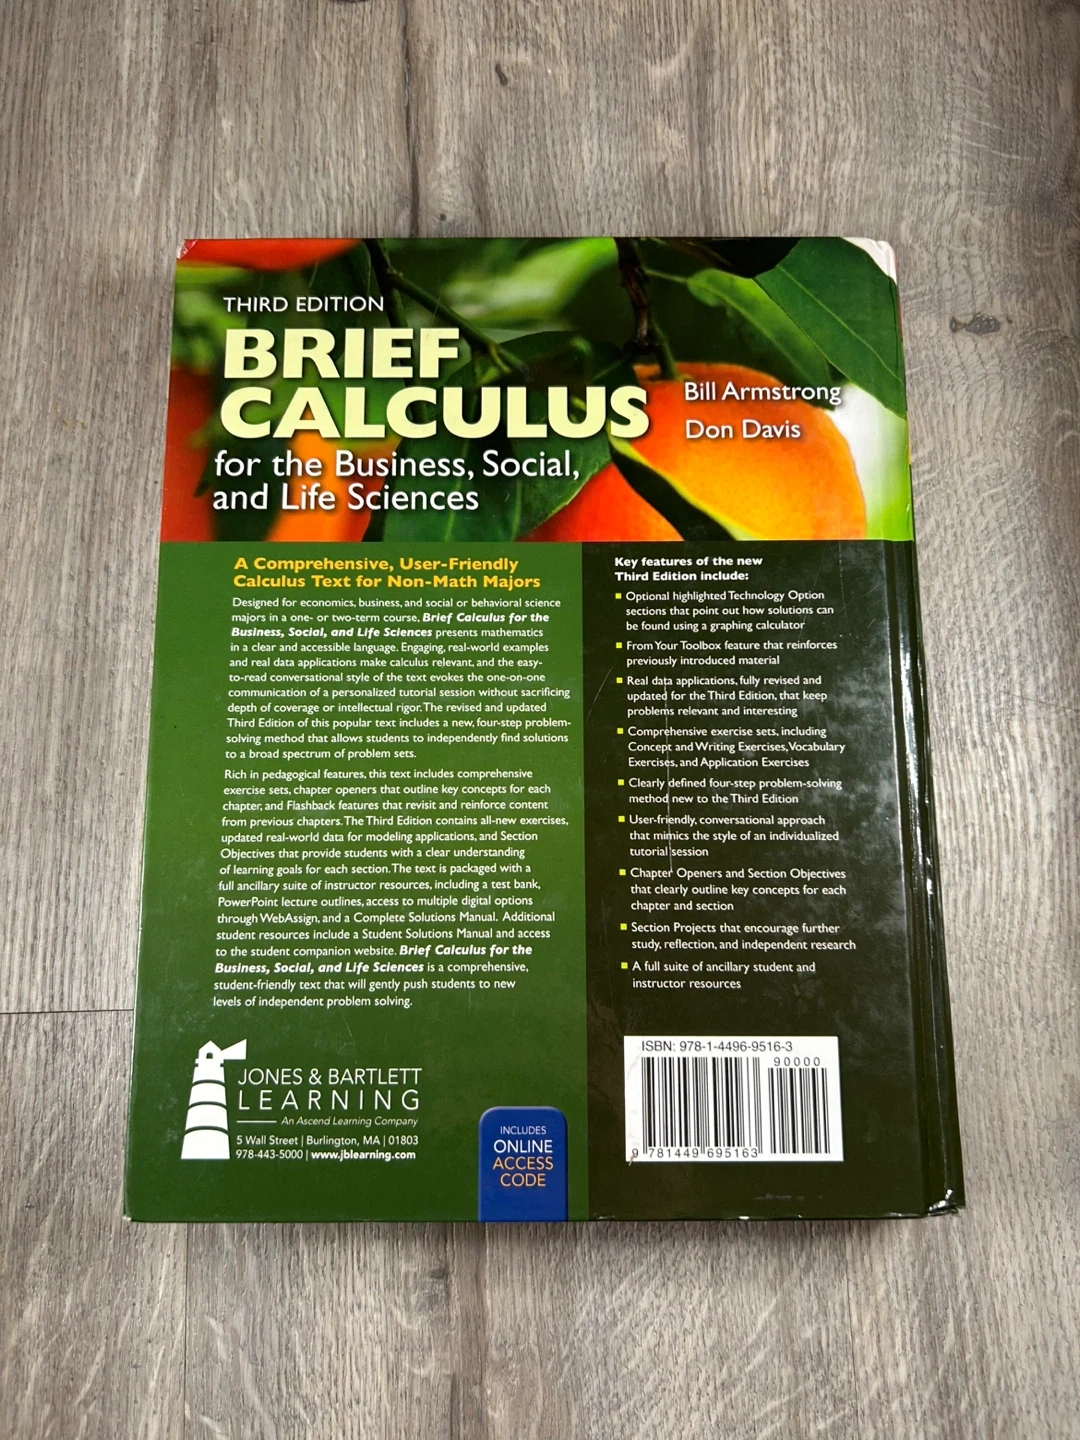 THIRD EDITION
BRIEF
CALCULUS
for the Business, Social,
and Life Sciences
Bill Armstrong
Don Davis
A Comprehensive, User-Friendly
Calculus Text for Non-Math Majors
Designed for economics, business, and social or behavioral science
majors in a one- or two-term course, Brief Calculus for the
Business, Social, and Life Sciences presents mathematics
in a clear and accessible language. Engaging, real-world examples
and real data applications make calculus relevant, and the easy-
to-read conversational style of the text evokes the one-on-one
communication of a personalized tutorial session without sacrificing
depth of coverage or intellectual rigor. The revised and updated
Third Edition of this popular text includes a new, four-step problem-
solving method that allows students to independently find solutions
to a broad spectrum of problem sets.
Rich in pedagogical features, this text includes comprehensive
exercise sets, chapter openers that outline key concepts for each
chapter, and Flashback features that revisit and reinforce content
from previous chapters. The Third Edition contains all-new exercises,
updated real-world data for modeling applications, and Section
Objectives that provide students with a clear understanding
of learning goals for each section. The text is packaged with a
full ancillary suite of instructor resources, including a test bank,
PowerPoint lecture outlines, access to multiple digital options
through WebAssign, and a Complete Solutions Manual. Additional
student resources include a Student Solutions Manual and access
to the student companion website. Brief Calculus for the
Business, Social, and Life Sciences is a comprehensive,
student-friendly text that will gently push students to new
levels of independent problem solving.
Key features of the new
Third Edition include:
Optional highlighted Technology Option
sections that point out how solutions can
be found using a graphing calculator
From Your Toolbox feature that reinforces
previously introduced material
Real data applications, fully revised and
updated for the Third Edition, that keep
problems relevant and interesting
Comprehensive exercise sets, including
Concept and Writing Exercises, Vocabulary
Exercises, and Application Exercises
Clearly defined four-step problem-solving
method new to the Third Edition
User-friendly, conversational approach
that mimics the style of an individualized
tutorial session
Chapter Openers and Section Objectives
that clearly outline key concepts for each
chapter and section
Section Projects that encourage further
study, reflection, and independent research
A full suite of ancillary student and
instructor resources
JONES & BARTLETT
LEARNING
An Ascend Learning Company
5 Wall Street | Burlington, MA | 01803
978-443-5000 | www.jblearning.com
INCLUDES
ONLINE
ACCESS
CODE
ISBN: 978-1-4496-9516-3
90000
9 781449 695163